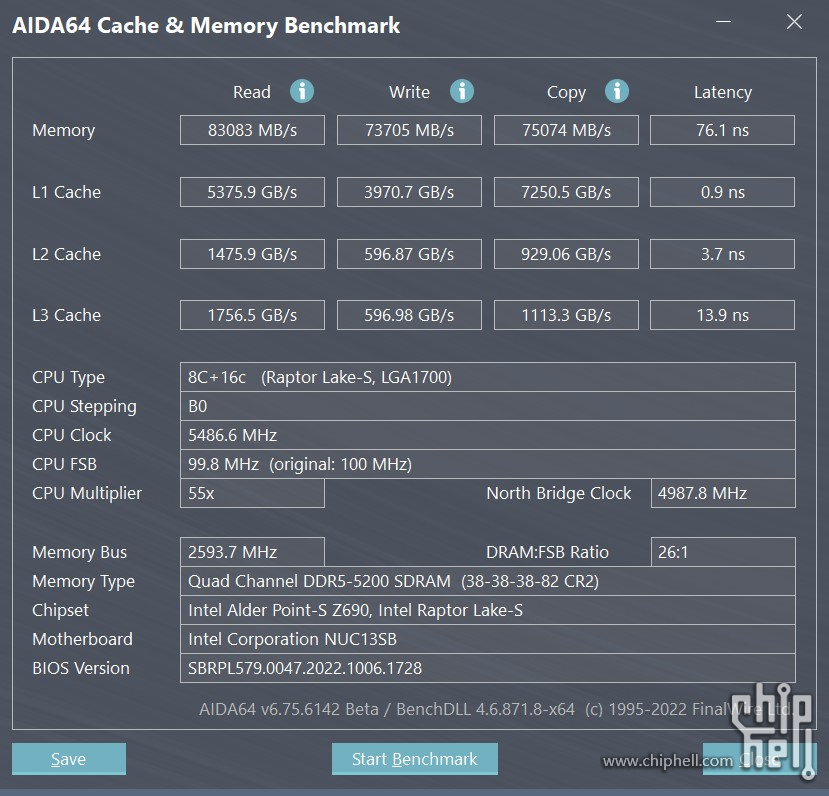 AIDA64 Cache & Memory Benchmark
Read Write Copy Latency
Memory 83083 MB/s 73705 MB/s 75074 MB/s 76.1 ns
L1 Cache 5375.9 GB/s 3970.7 GB/s 7250.5 GB/s 0.9 ns
L2 Cache 1475.9 GB/s 596.87 GB/s 929.06 GB/s 3.7 ns
L3 Cache 1756.5 GB/s 596.98 GB/s 1113.3 GB/s 13.9 ns
CPU Type 8C+16c (Raptor Lake-S, LGA1700)
CPU Stepping B0
CPU Clock 5486.6 MHz
CPU FSB 99.8 MHz (original: 100 MHz)
CPU Multiplier 55x North Bridge Clock 4987.8 MHz
Memory Bus 2593.7 MHz DRAM:FSB Ratio 26:1
Memory Type Quad Channel DDR5-5200 SDRAM (38-38-38-82 CR2)
Chipset Intel Alder Point-S Z690, Intel Raptor Lake-S
Motherboard Intel Corporation NUC13SB
BIOS Version SBRPL579.0047.2022.1006.1728
AIDA64 v6.75.6142 Beta / BenchDLL 4.6.871.8-x64 (c) 1995-2022 FinalWire Ltd.
Save Start Benchmark Close
www.chiphell.com
chip
hell